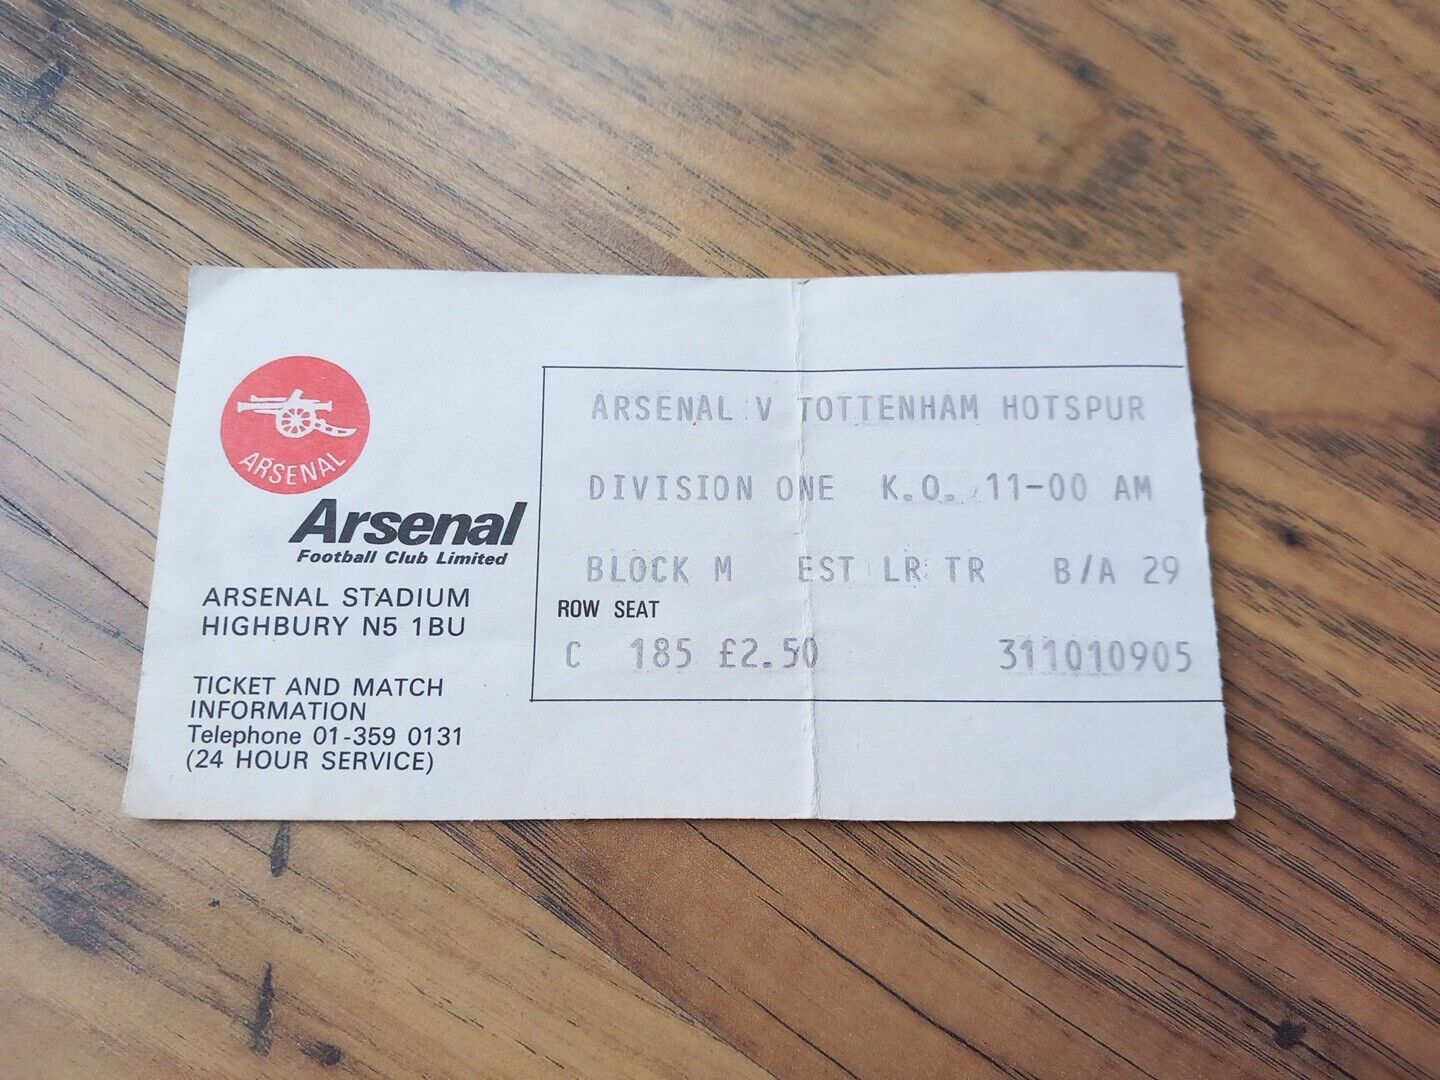 ARSENAL
Arsenal
Football Club Limited
ARSENAL STADIUM
HIGHBURY N5 1BU
TICKET AND MATCH
INFORMATION
Telephone 01-359 0131
(24 HOUR SERVICE)
ARSENAL V TOTTENHAM HOTSPUR
DIVISION ONE K.O. 11-00 AM
BLOCK M EST LR TR B/A 29
ROW SEAT
C 185 £2.50 311010905